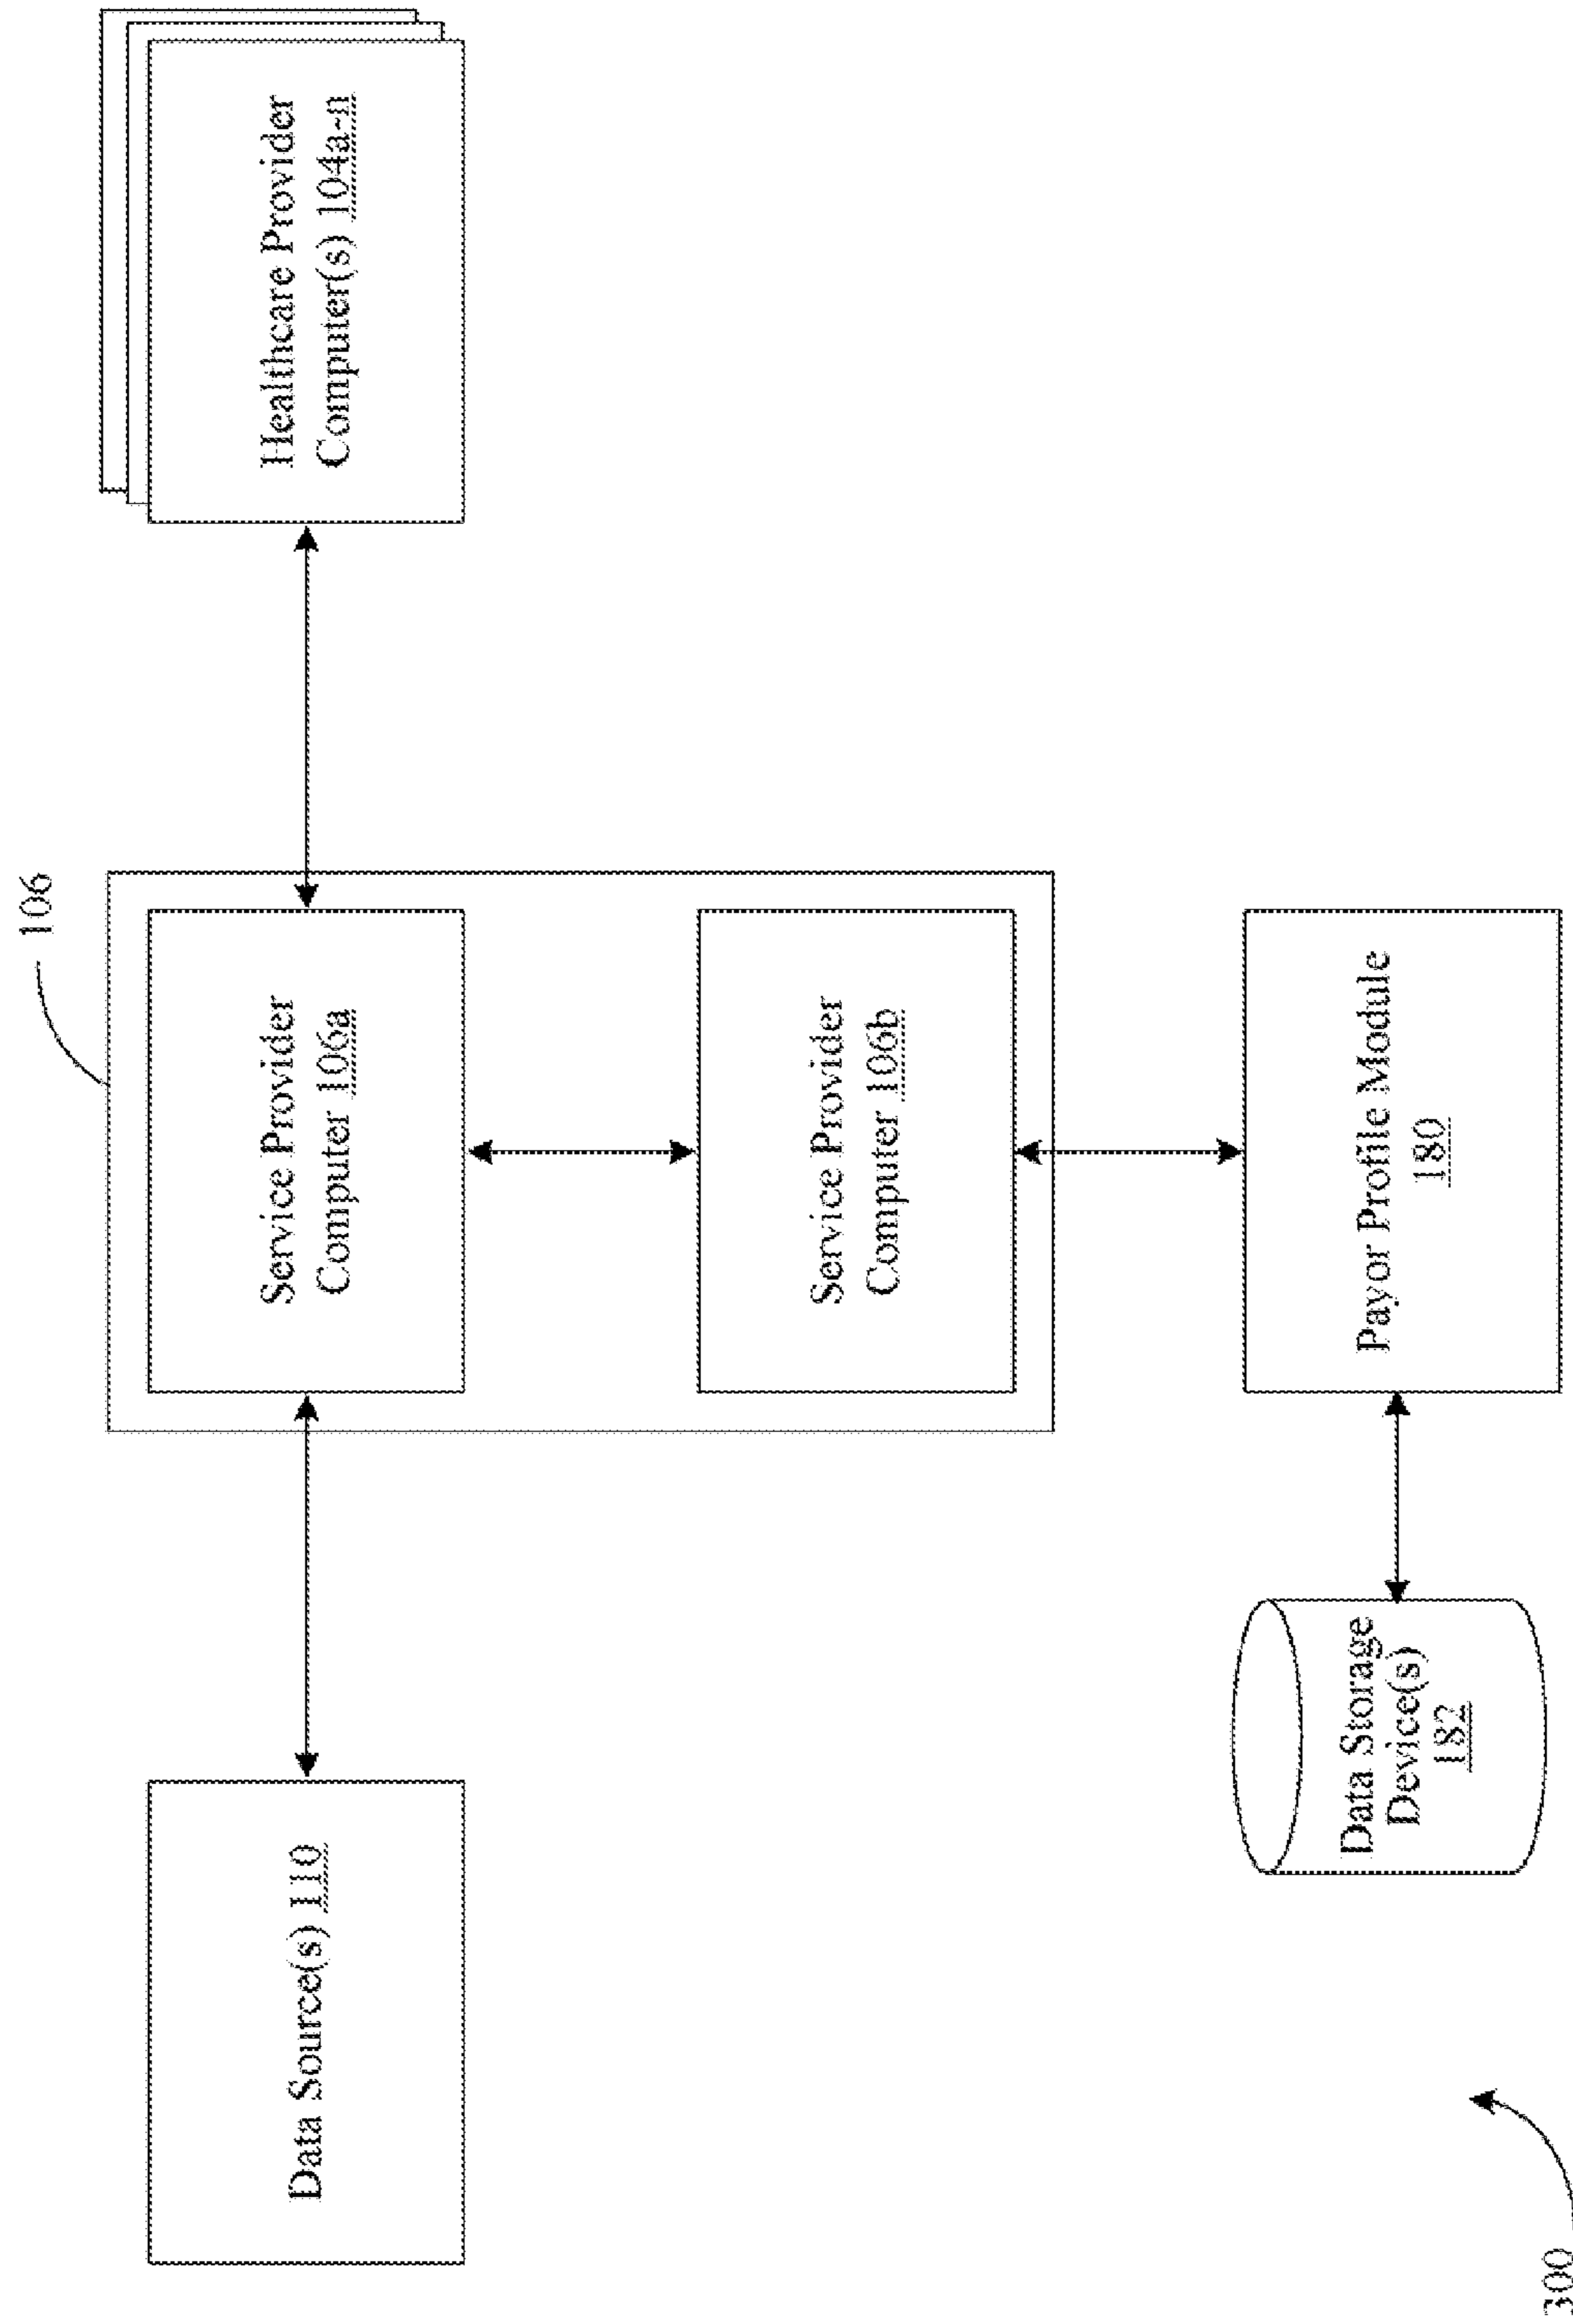 106
Data Source(s) 110
Service Provider
Computer 106a
Healthcare Provider
Computer(s) 104a-n
Service Provider
Computer 106b
Data Storage
Device(s)
182
Payor Profile Module
180
300